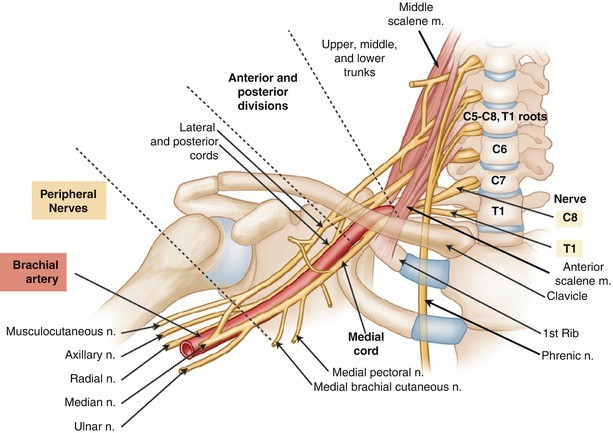 Middle
scalene m.
Upper, middle,
and lower
trunks
Anterior and
posterior
divisions
Lateral
and posterior
cords
C5-C8, T1 roots
C6
C7
T1
Nerve
C8
T1
Peripheral
Nerves
Brachial
artery
Anterior
scalene m.
Clavicle
1st Rib
Phrenic n.
Musculocutaneous n.
Axillary n.
Radial n.
Median n.
Ulnar n.
Medial
cord
Medial pectoral n.
Medial brachial cutaneous n.